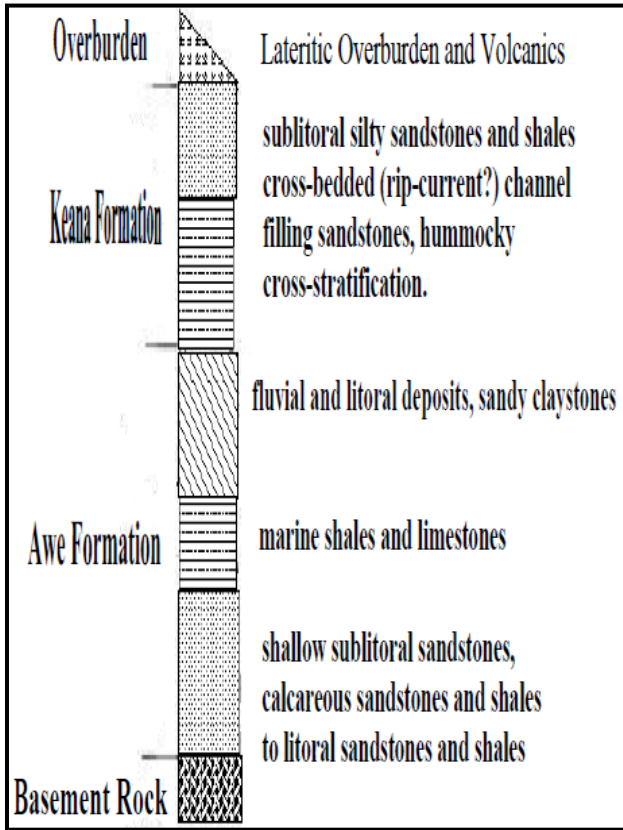 Overburden
Lateritic Overburden and Volcanics
Keana Formation
sublitoral silty sandstones and shales
cross-bedded (rip-current?) channel
filling sandstones, hummocky
cross-stratification.
fluvial and litoral deposits, sandy claystones
Awe Formation
marine shales and limestones
shallow sublitoral sandstones,
calcareous sandstones and shales
to litoral sandstones and shales
Basement Rock